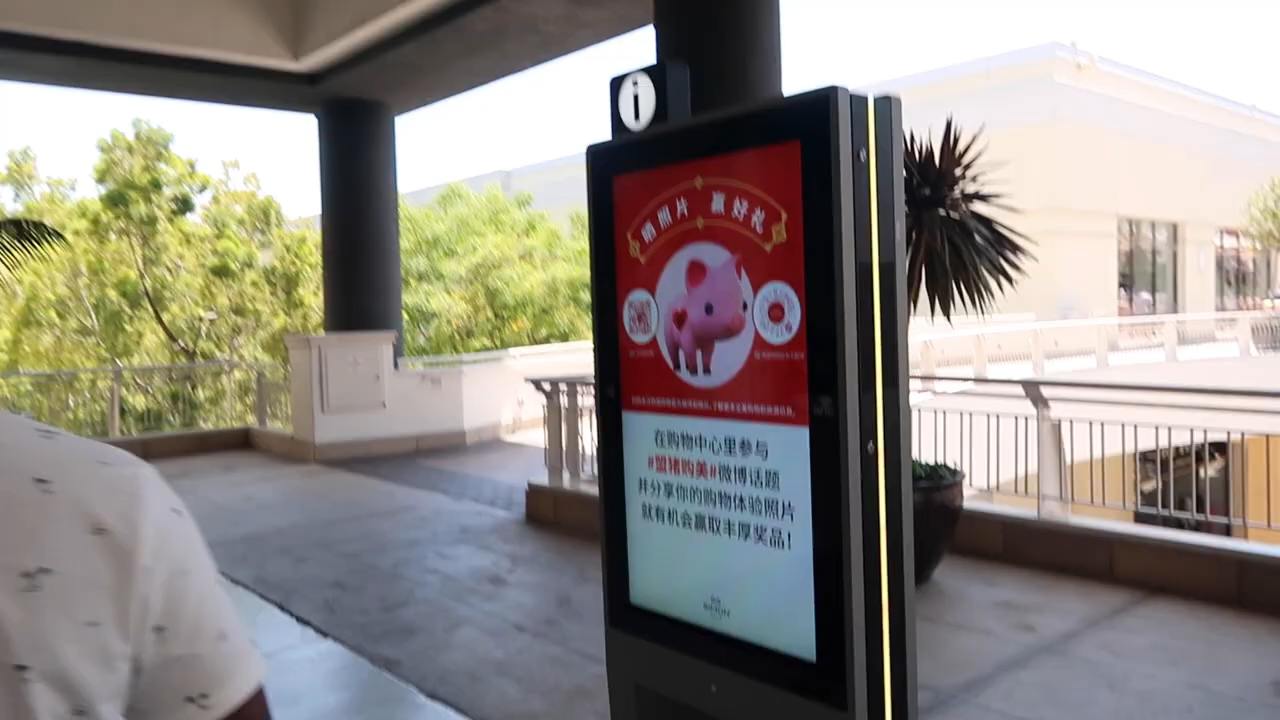 i
晒照片 赢好礼
在购物中心里参与
#盟猪购美#微博话题
并分享你的购物体验照片
就有机会赢取丰厚奖品！
SIMON